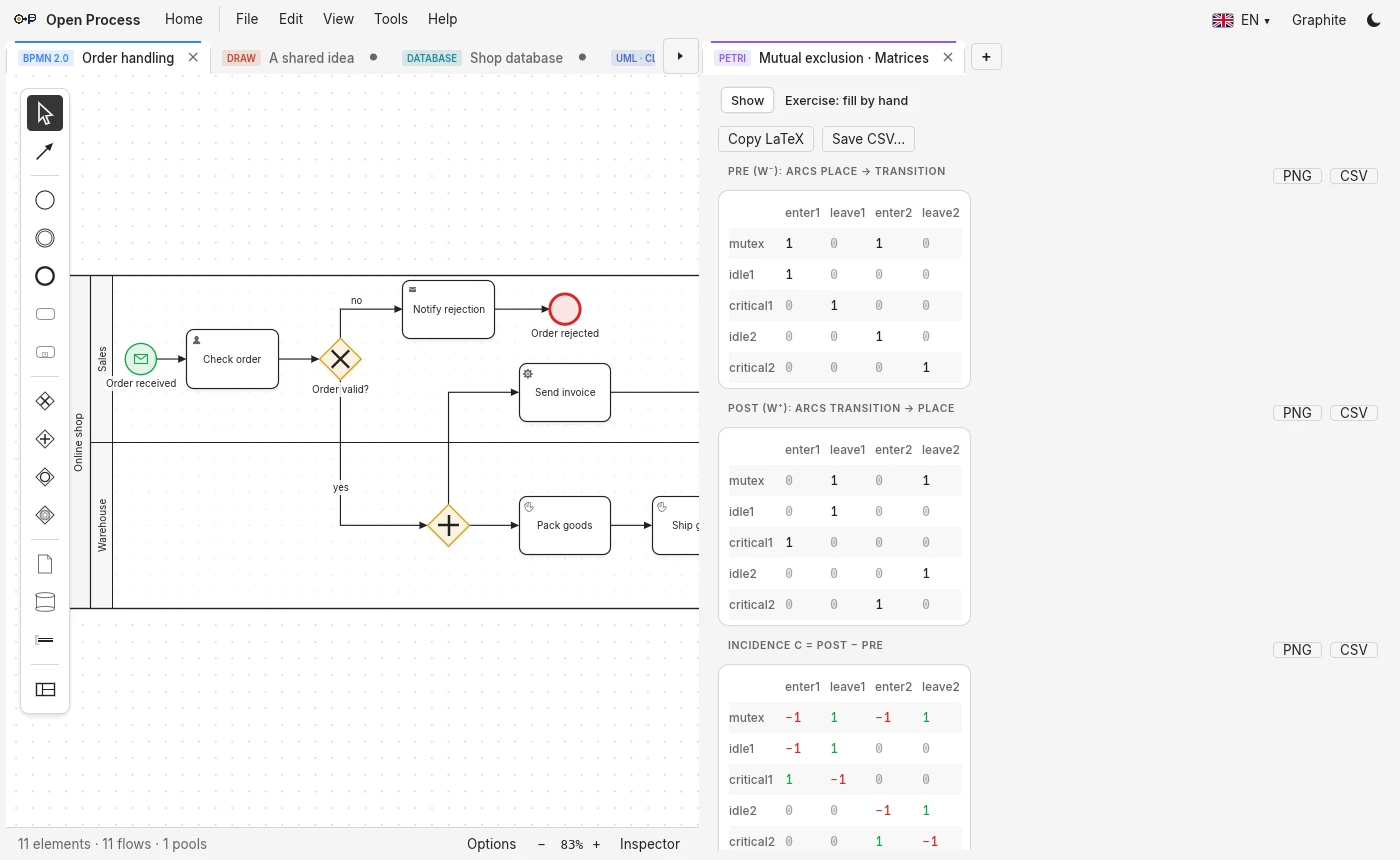 Open Process Home File Edit View Tools Help EN ▾ Graphite
BPMN 2.0 Order handling ✕ DRAW A shared idea DATABASE Shop database UML · CL
PETRI Mutual exclusion · Matrices ✕ +
Online shop
Sales
Warehouse
Order received
Check order
Order valid?
no
Notify rejection
Order rejected
Send invoice
yes
Pack goods
Ship g
11 elements · 11 flows · 1 pools Options − 83% + Inspector
Show Exercise: fill by hand
Copy LaTeX Save CSV...
PRE (W⁻): ARCS PLACE → TRANSITION PNG CSV
enter1 leave1 enter2 leave2
mutex 1 0 1 0
idle1 1 0 0 0
critical1 0 1 0 0
idle2 0 0 1 0
critical2 0 0 0 1
POST (W⁺): ARCS TRANSITION → PLACE PNG CSV
enter1 leave1 enter2 leave2
mutex 0 1 0 1
idle1 0 1 0 0
critical1 1 0 0 0
idle2 0 0 0 1
critical2 0 0 1 0
INCIDENCE C = POST − PRE PNG CSV
enter1 leave1 enter2 leave2
mutex −1 1 −1 1
idle1 −1 1 0 0
critical1 1 −1 0 0
idle2 0 0 −1 1
critical2 0 0 1 −1